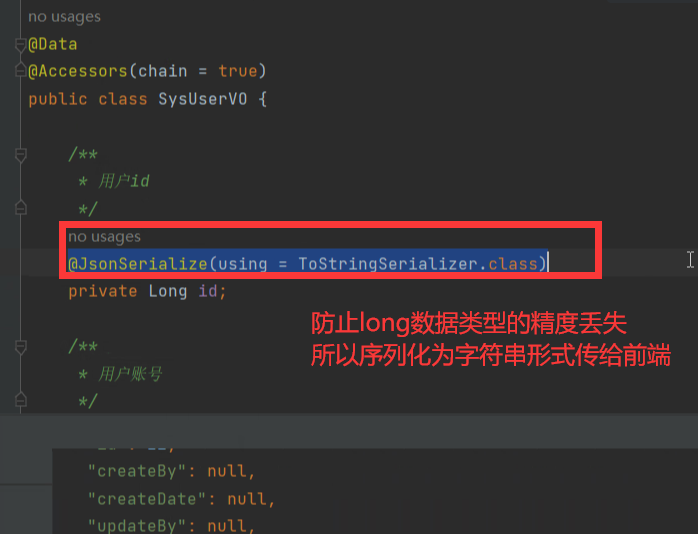 no usages
@Data
@Accessors(chain = true)
public class SysUserVO {
/**
* 用户id
*/
no usages
@JsonSerialize(using = ToStringSerializer.class)
private Long id;
防止long数据类型的精度丢失
所以序列化为字符串形式传给前端
/**
* 用户账号
*/
"createBy": null,
"createDate": null,
"updateBy": null,